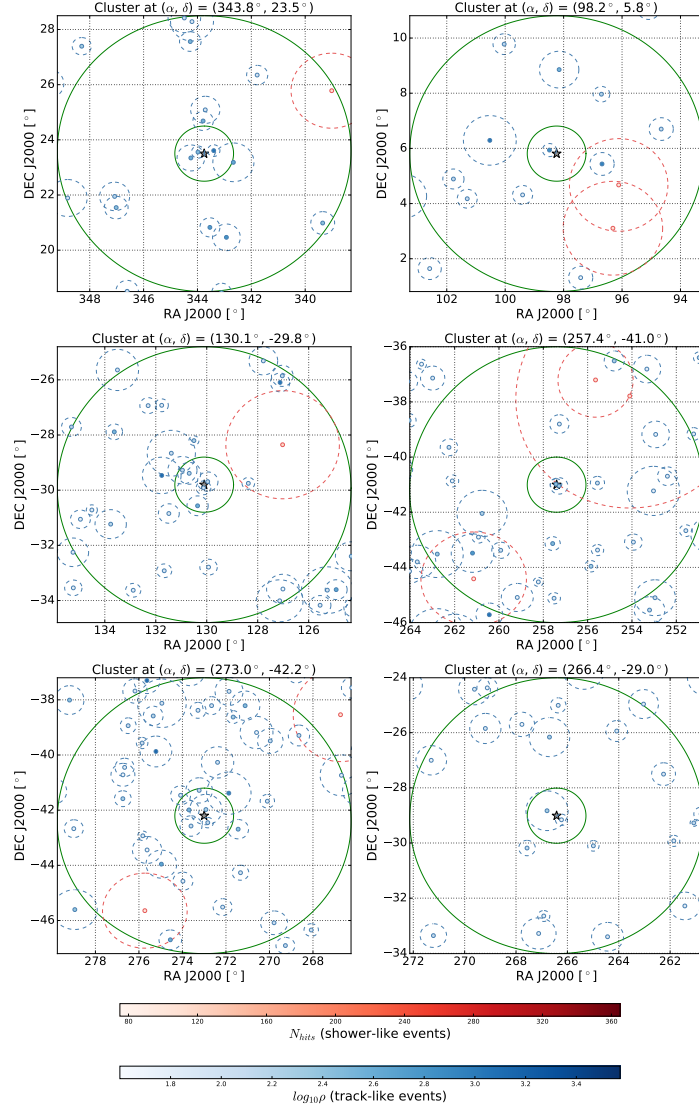 Cluster at (α, δ) = (343.8°, 23.5°)
Cluster at (α, δ) = (98.2°, 5.8°)
DEC J2000 [°]
28
26
24
22
20
348 346 344 342 340
RA J2000 [°]
DEC J2000 [°]
10
8
6
4
2
102 100 98 96 94
RA J2000 [°]
Cluster at (α, δ) = (130.1°, -29.8°)
Cluster at (α, δ) = (257.4°, -41.0°)
DEC J2000 [°]
−26
−28
−30
−32
−34
134 132 130 128 126
RA J2000 [°]
DEC J2000 [°]
−36
−38
−40
−42
−44
−46
264 262 260 258 256 254 252
RA J2000 [°]
Cluster at (α, δ) = (273.0°, -42.2°)
Cluster at (α, δ) = (266.4°, -29.0°)
DEC J2000 [°]
−38
−40
−42
−44
−46
278 276 274 272 270 268
RA J2000 [°]
DEC J2000 [°]
−24
−26
−28
−30
−32
−34
272 270 268 266 264 262
RA J2000 [°]
80 120 160 200 240 280 320 360
N_hits (shower-like events)
1.8 2.0 2.2 2.4 2.6 2.8 3.0 3.2 3.4
log₁₀ρ (track-like events)